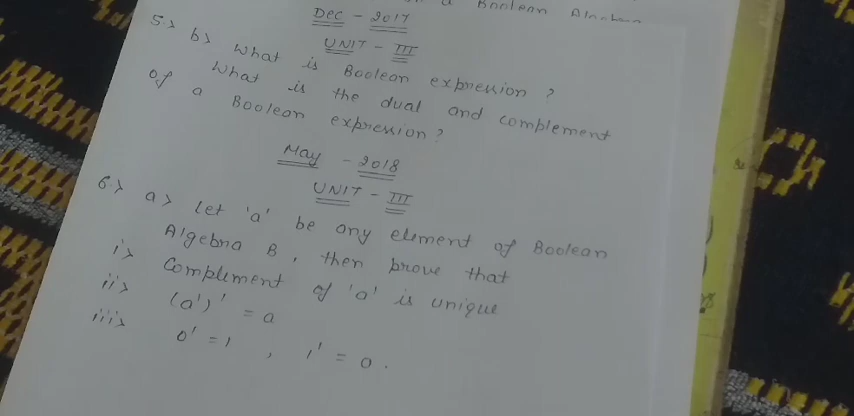 a Boolean Algebra
Dec - 2017
UNIT - III
5.> b> What is Boolean expression ?
What is the dual and complement
of a Boolean expression ?
May - 2018
UNIT - III
6.> a> Let 'a' be any element of Boolean
Algebra B, then prove that
i> Compliment of 'a' is unique
ii> (a')' = a
iii> 0' = 1 , 1' = 0 .